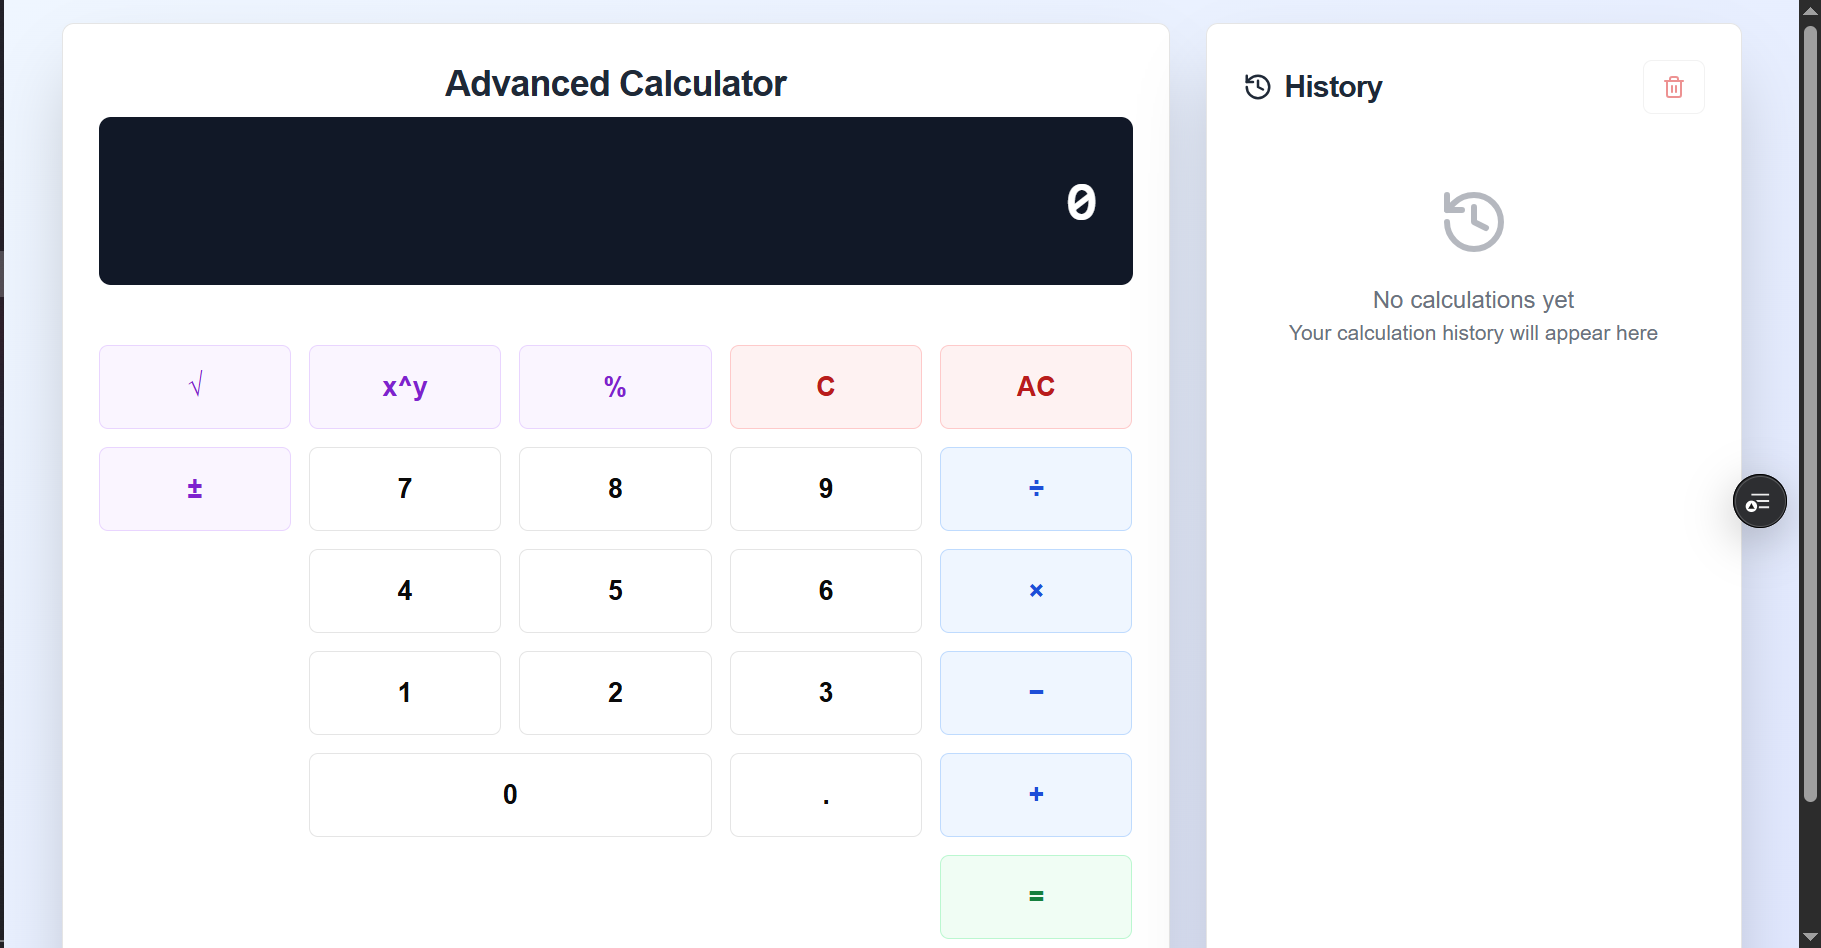 Advanced Calculator
0
√ x^y % C AC
± 7 8 9 ÷
4 5 6 ×
1 2 3 −
0 . +
=
History
No calculations yet
Your calculation history will appear here